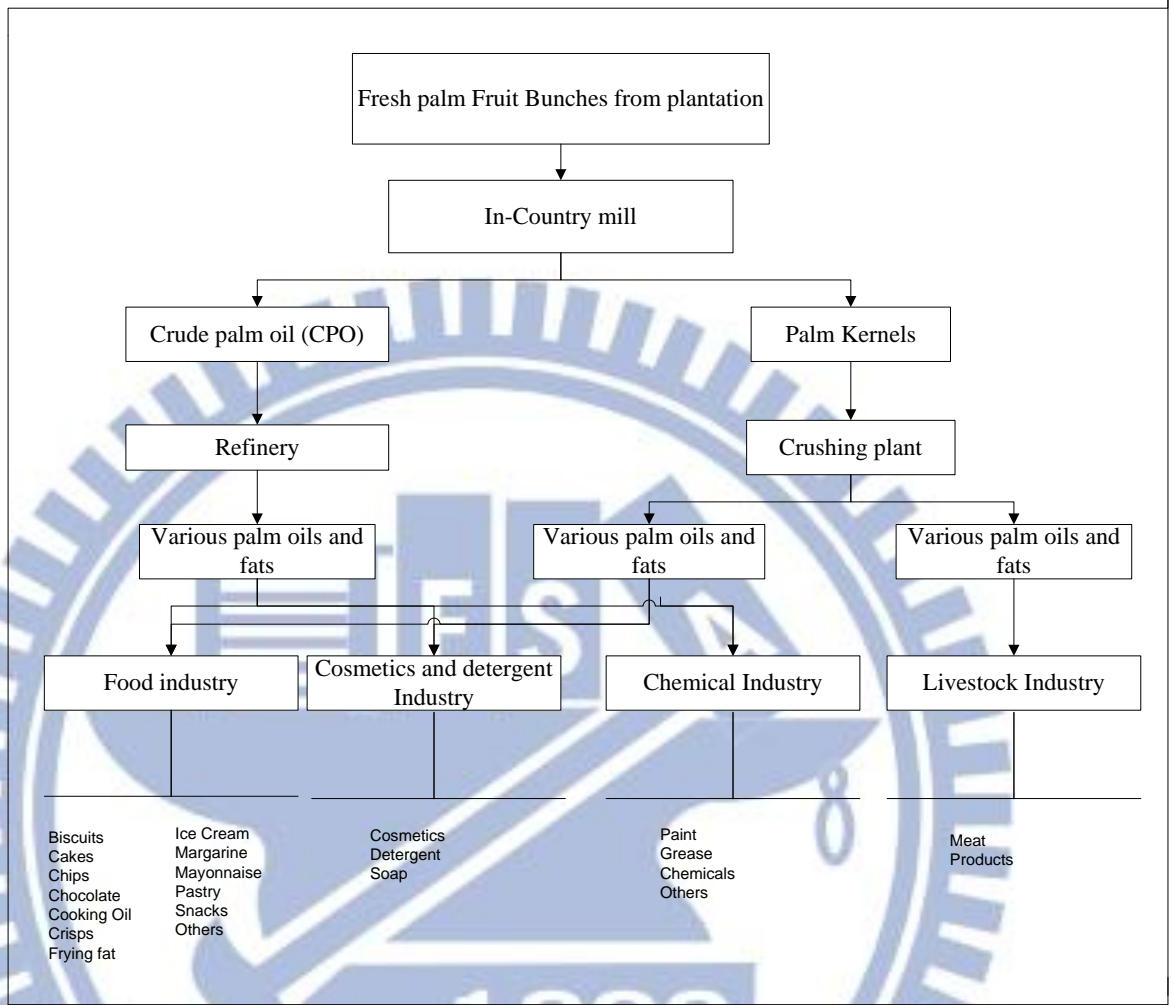 Fresh palm Fruit Bunches from plantation
In-Country mill
Crude palm oil (CPO)
Palm Kernels
Refinery
Crushing plant
Various palm oils and
fats
Various palm oils and
fats
Various palm oils and
fats
Food industry
Cosmetics and detergent
Industry
Chemical Industry
Livestock Industry
Biscuits
Cakes
Chips
Chocolate
Cooking Oil
Crisps
Frying fat
Ice Cream
Margarine
Mayonnaise
Pastry
Snacks
Others
Cosmetics
Detergent
Soap
Paint
Grease
Chemicals
Others
Meat
Products
E S A